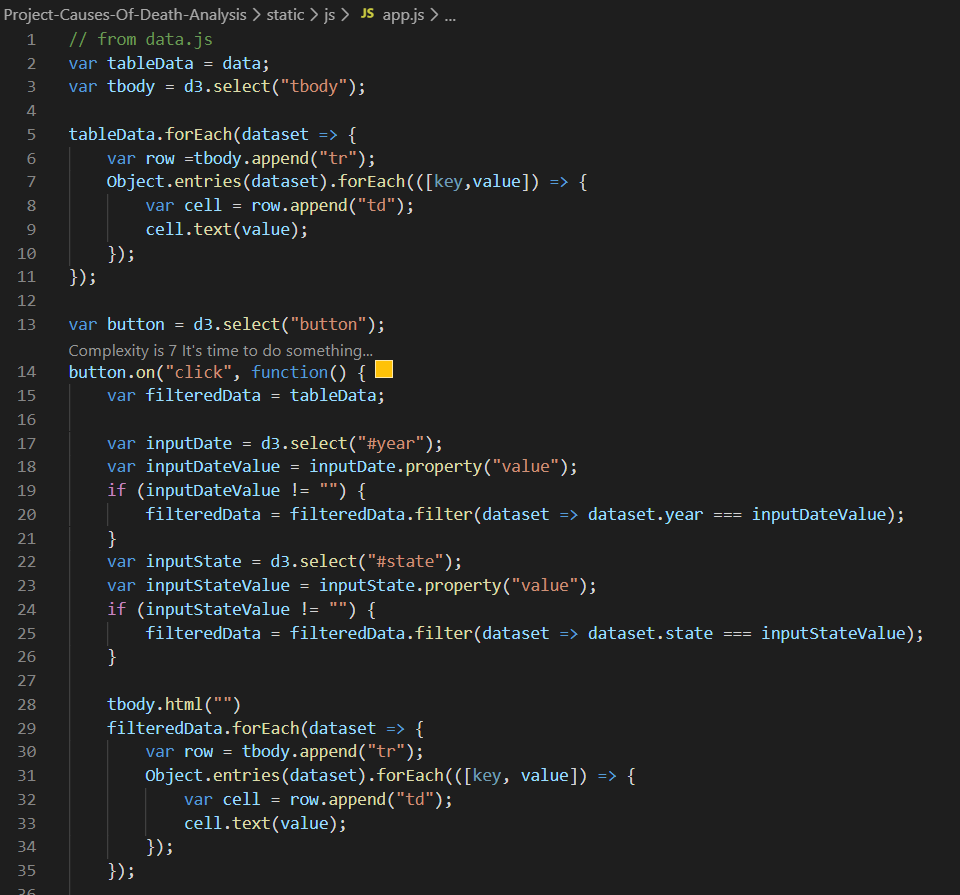 Project-Causes-Of-Death-Analysis > static > js > JS app.js > ...
1 // from data.js
2 var tableData = data;
3 var tbody = d3.select("tbody");
4
5 tableData.forEach(dataset => {
6     var row =tbody.append("tr");
7     Object.entries(dataset).forEach(([key,value]) => {
8         var cell = row.append("td");
9         cell.text(value);
10     });
11 });
12
13 var button = d3.select("button");
Complexity is 7 It's time to do something...
14 button.on("click", function() {
15     var filteredData = tableData;
16
17     var inputDate = d3.select("#year");
18     var inputDateValue = inputDate.property("value");
19     if (inputDateValue != "") {
20         filteredData = filteredData.filter(dataset => dataset.year === inputDateValue);
21     }
22     var inputState = d3.select("#state");
23     var inputStateValue = inputState.property("value");
24     if (inputStateValue != "") {
25         filteredData = filteredData.filter(dataset => dataset.state === inputStateValue);
26     }
27
28     tbody.html("")
29     filteredData.forEach(dataset => {
30         var row = tbody.append("tr");
31         Object.entries(dataset).forEach(([key, value]) => {
32             var cell = row.append("td");
33             cell.text(value);
34         });
35     });
36